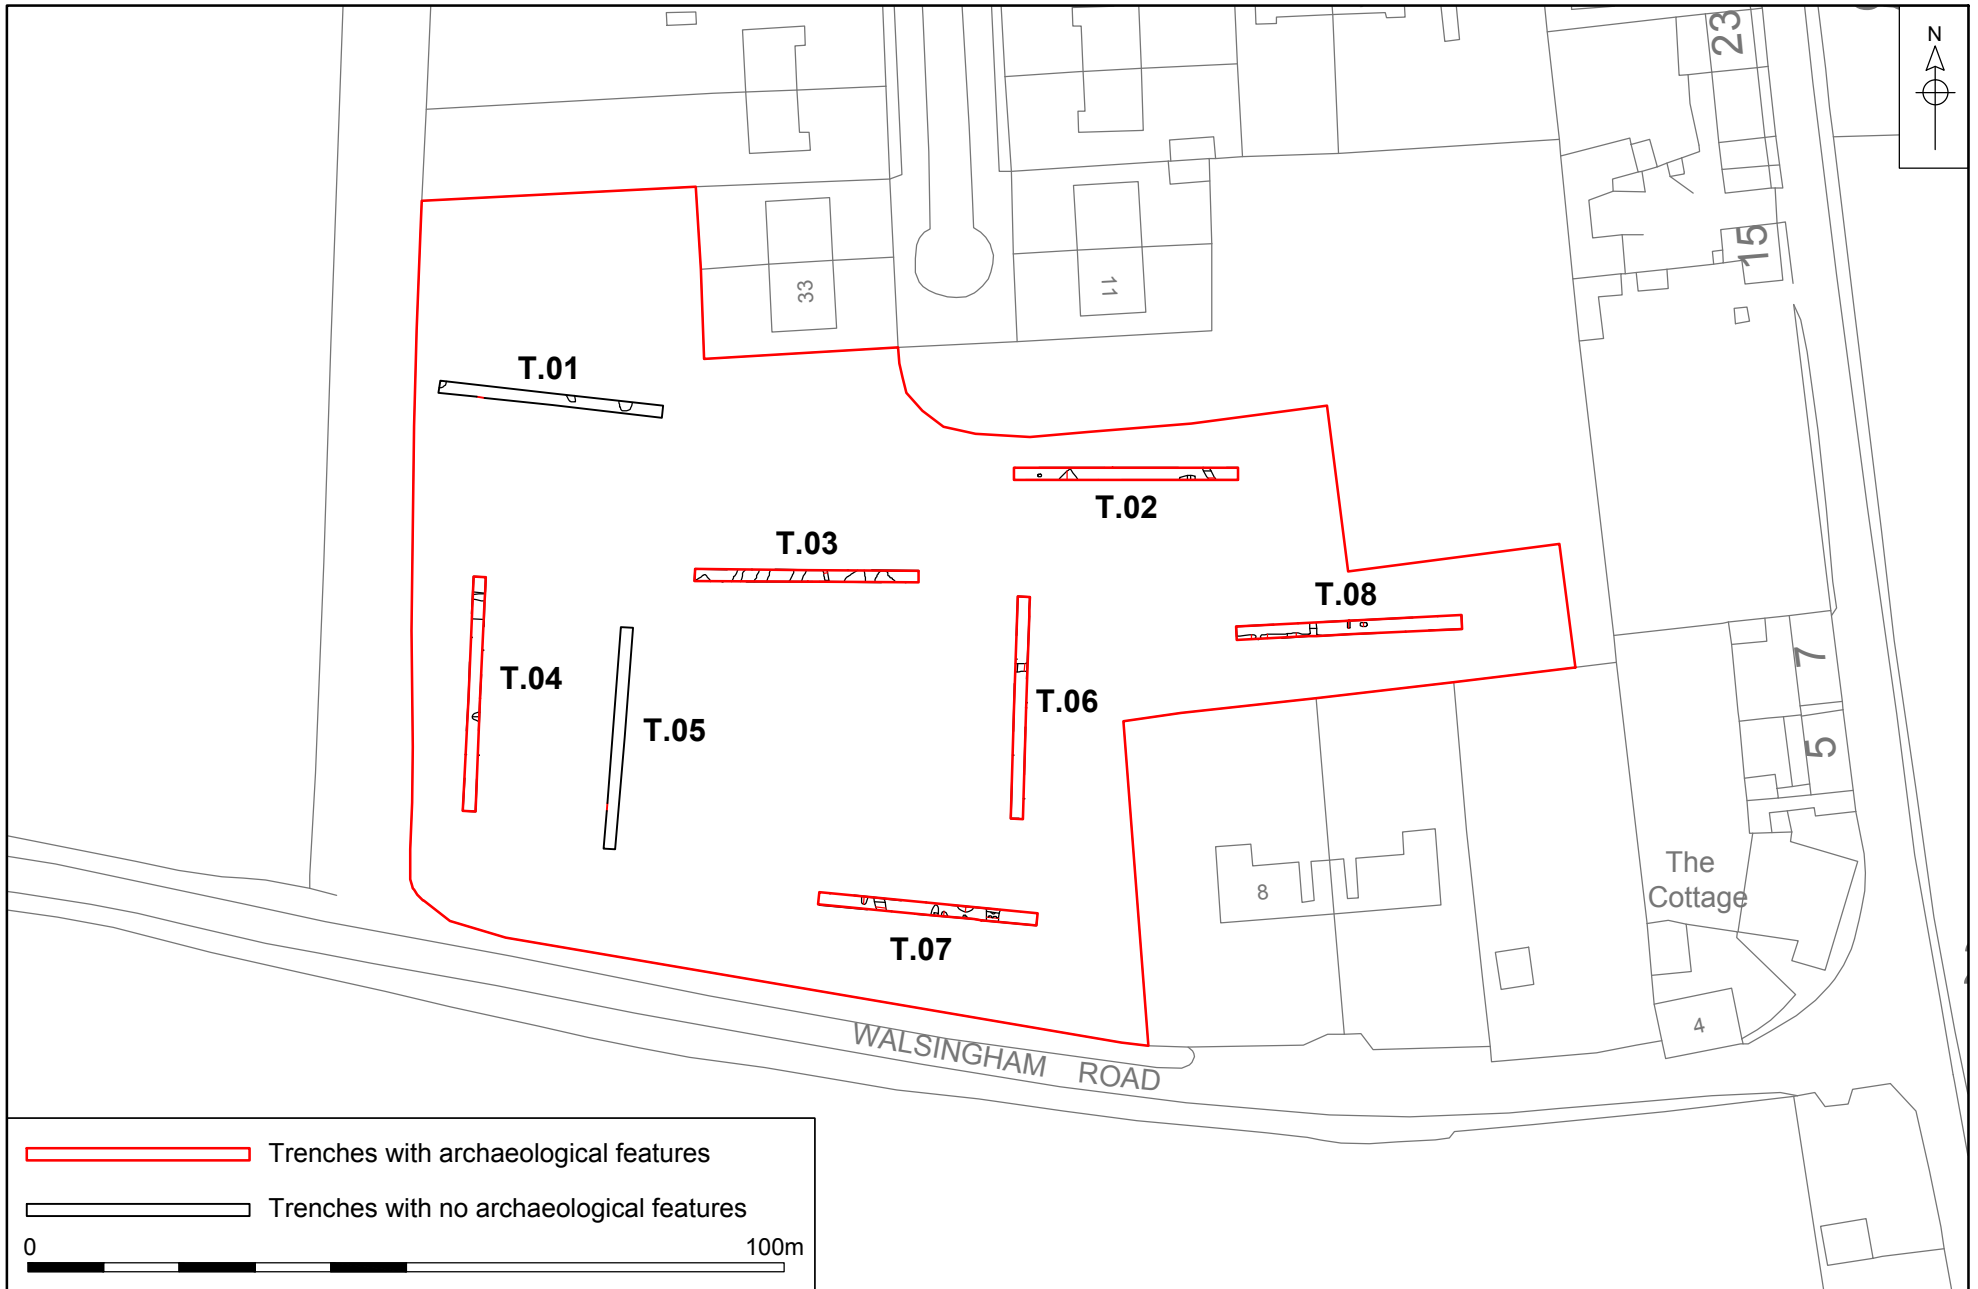 N
23
15
33
11
T.01
T.02
T.03
T.08
T.04
T.06
T.05
7
5
The
Cottage
8
T.07
4
WALSINGHAM ROAD
Trenches with archaeological features
Trenches with no archaeological features
0 100m